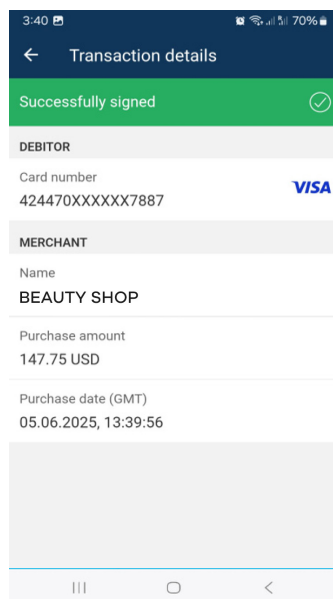 3:40 70%
Transaction details
Successfully signed
DEBITOR
Card number
424470XXXXXX7887
VISA
MERCHANT
Name
BEAUTY SHOP
Purchase amount
147.75 USD
Purchase date (GMT)
05.06.2025, 13:39:56